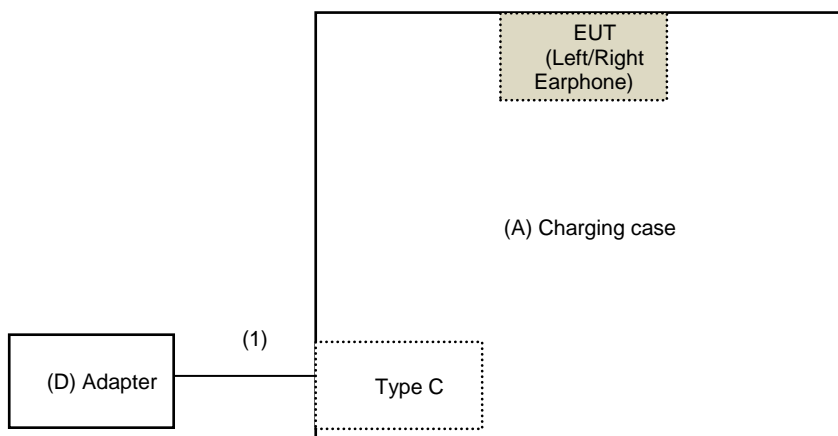 EUT
(Left/Right
Earphone)
(A) Charging case
(1)
(D) Adapter
Type C